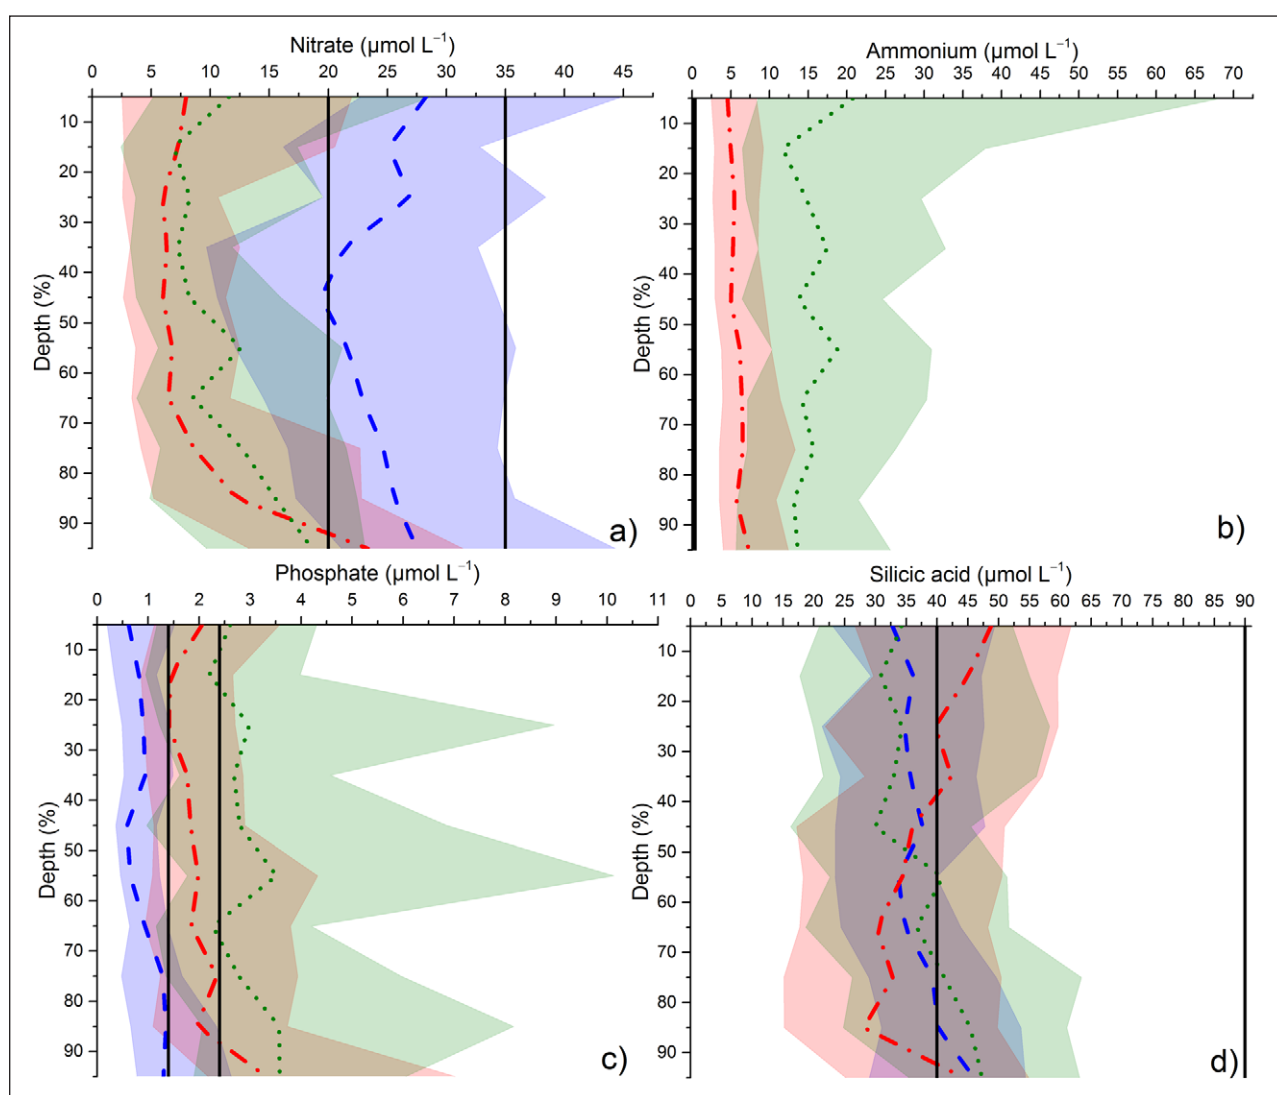 Nitrate (µmol L⁻¹)
0 5 10 15 20 25 30 35 40 45
Depth (%)
10
20
30
40
50
60
70
80
90
a)
Ammonium (µmol L⁻¹)
0 5 10 15 20 25 30 35 40 45 50 55 60 65 70
Depth (%)
10
20
30
40
50
60
70
80
90
b)
Phosphate (µmol L⁻¹)
0 1 2 3 4 5 6 7 8 9 10 11
Depth (%)
10
20
30
40
50
60
70
80
90
c)
Silicic acid (µmol L⁻¹)
0 5 10 15 20 25 30 35 40 45 50 55 60 65 70 75 80 85 90
Depth (%)
10
20
30
40
50
60
70
80
90
d)